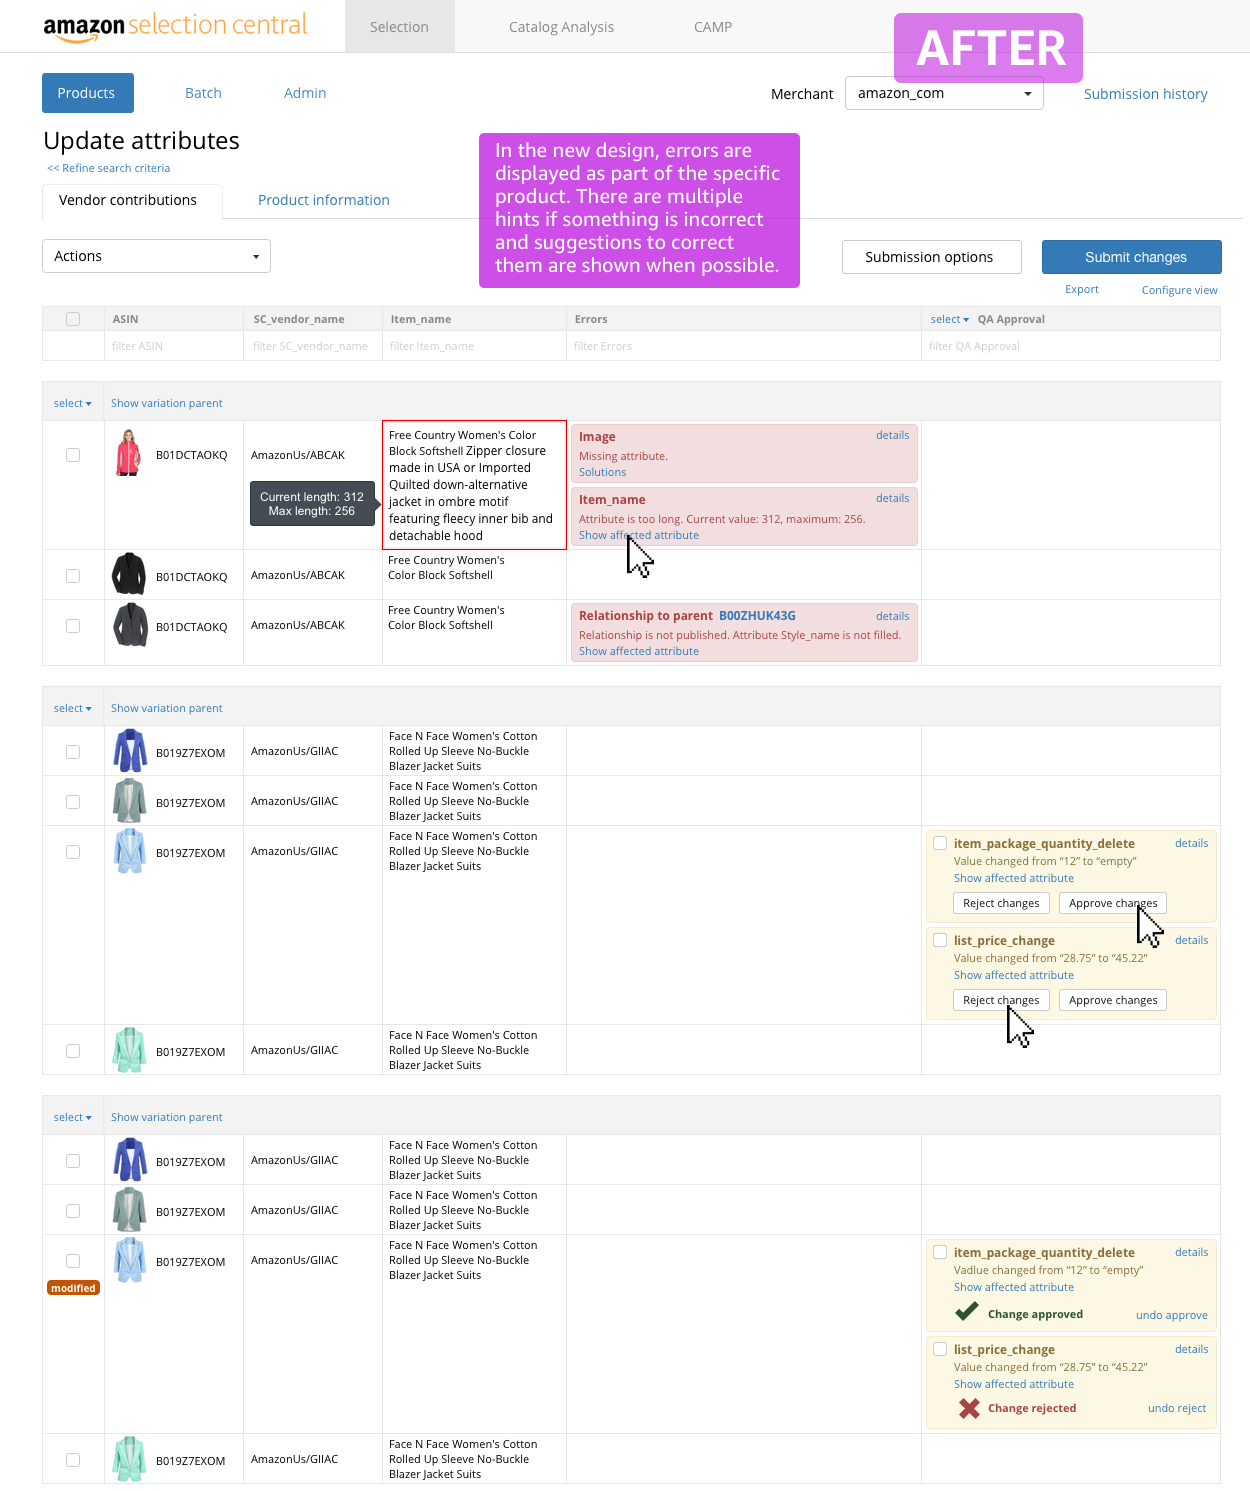 amazon selection central
Selection
Catalog Analysis
CAMP
AFTER
Products
Batch
Admin
Merchant
amazon_com
Submission history
Update attributes
<< Refine search criteria
In the new design, errors are
displayed as part of the specific
product. There are multiple
hints if something is incorrect
and suggestions to correct
them are shown when possible.
Vendor contributions
Product information
Actions
Submission options
Submit changes
Export
Configure view
ASIN
SC_vendor_name
Item_name
Errors
select
QA Approval
filter ASIN
filter SC_vendor_name
filter Item_name
filter Errors
filter QA Approval
select
Show variation parent
B01DCTAOKQ
AmazonUs/ABCAK
Current length: 312
Max length: 256
Free Country Women's Color
Block Softshell Zipper closure
made in USA or Imported
Quilted down-alternative
jacket in ombre motif
featuring fleecy inner bib and
detachable hood
Image
details
Missing attribute.
Solutions
Item_name
details
Attribute is too long. Current value: 312, maximum: 256.
Show affected attribute
B01DCTAOKQ
AmazonUs/ABCAK
Free Country Women's
Color Block Softshell
B01DCTAOKQ
AmazonUs/ABCAK
Free Country Women's
Color Block Softshell
Relationship to parent B00ZHUK43G
details
Relationship is not published. Attribute Style_name is not filled.
Show affected attribute
select
Show variation parent
B019Z7EXOM
AmazonUs/GIIAC
Face N Face Women's Cotton
Rolled Up Sleeve No-Buckle
Blazer Jacket Suits
B019Z7EXOM
AmazonUs/GIIAC
Face N Face Women's Cotton
Rolled Up Sleeve No-Buckle
Blazer Jacket Suits
B019Z7EXOM
AmazonUs/GIIAC
Face N Face Women's Cotton
Rolled Up Sleeve No-Buckle
Blazer Jacket Suits
item_package_quantity_delete
details
Value changed from “12” to “empty”
Show affected attribute
Reject changes
Approve changes
list_price_change
details
Value changed from “28.75” to “45.22”
Show affected attribute
Reject changes
Approve changes
B019Z7EXOM
AmazonUs/GIIAC
Face N Face Women's Cotton
Rolled Up Sleeve No-Buckle
Blazer Jacket Suits
select
Show variation parent
B019Z7EXOM
AmazonUs/GIIAC
Face N Face Women's Cotton
Rolled Up Sleeve No-Buckle
Blazer Jacket Suits
B019Z7EXOM
AmazonUs/GIIAC
Face N Face Women's Cotton
Rolled Up Sleeve No-Buckle
Blazer Jacket Suits
modified
B019Z7EXOM
AmazonUs/GIIAC
Face N Face Women's Cotton
Rolled Up Sleeve No-Buckle
Blazer Jacket Suits
item_package_quantity_delete
details
Vadlue changed from “12” to “empty”
Show affected attribute
Change approved
undo approve
list_price_change
details
Value changed from “28.75” to “45.22”
Show affected attribute
Change rejected
undo reject
B019Z7EXOM
AmazonUs/GIIAC
Face N Face Women's Cotton
Rolled Up Sleeve No-Buckle
Blazer Jacket Suits